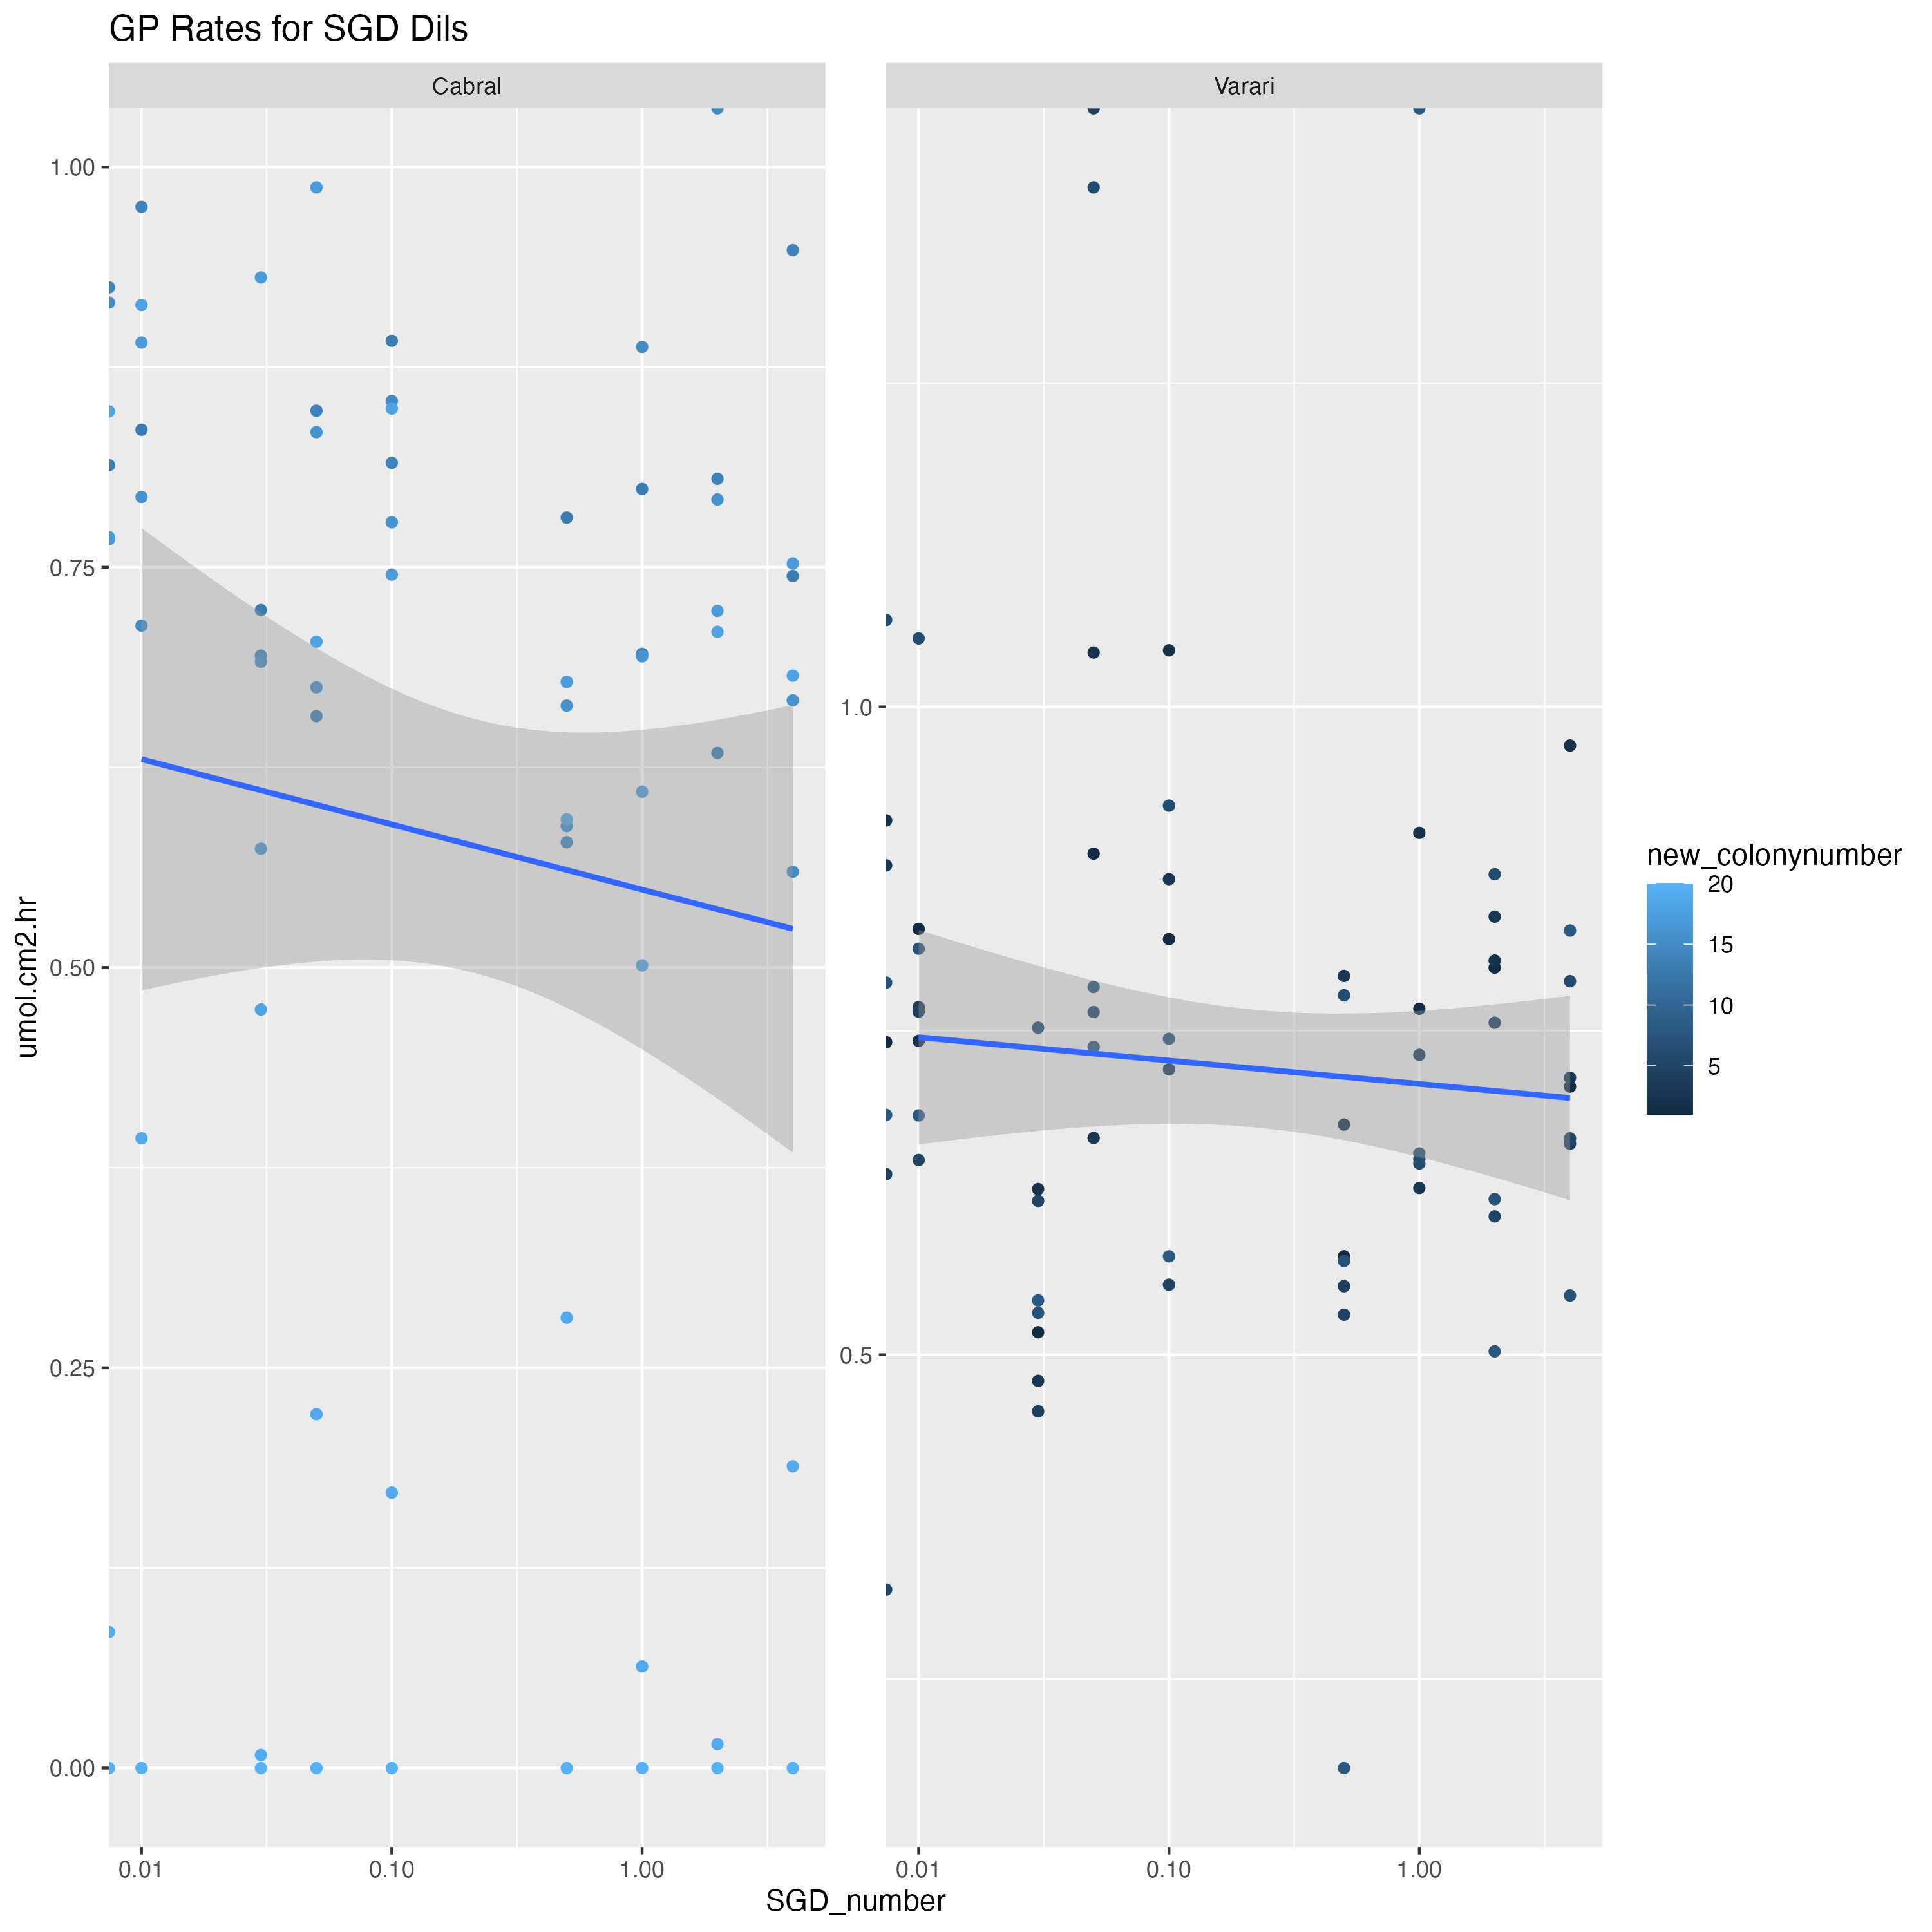 GP Rates for SGD Dils
Cabral
Varari
1.00
0.75
0.50
0.25
0.00
1.0
0.5
umol.cm2.hr
0.01
0.10
1.00
0.01
0.10
1.00
SGD_number
new_colonynumber
20
15
10
5